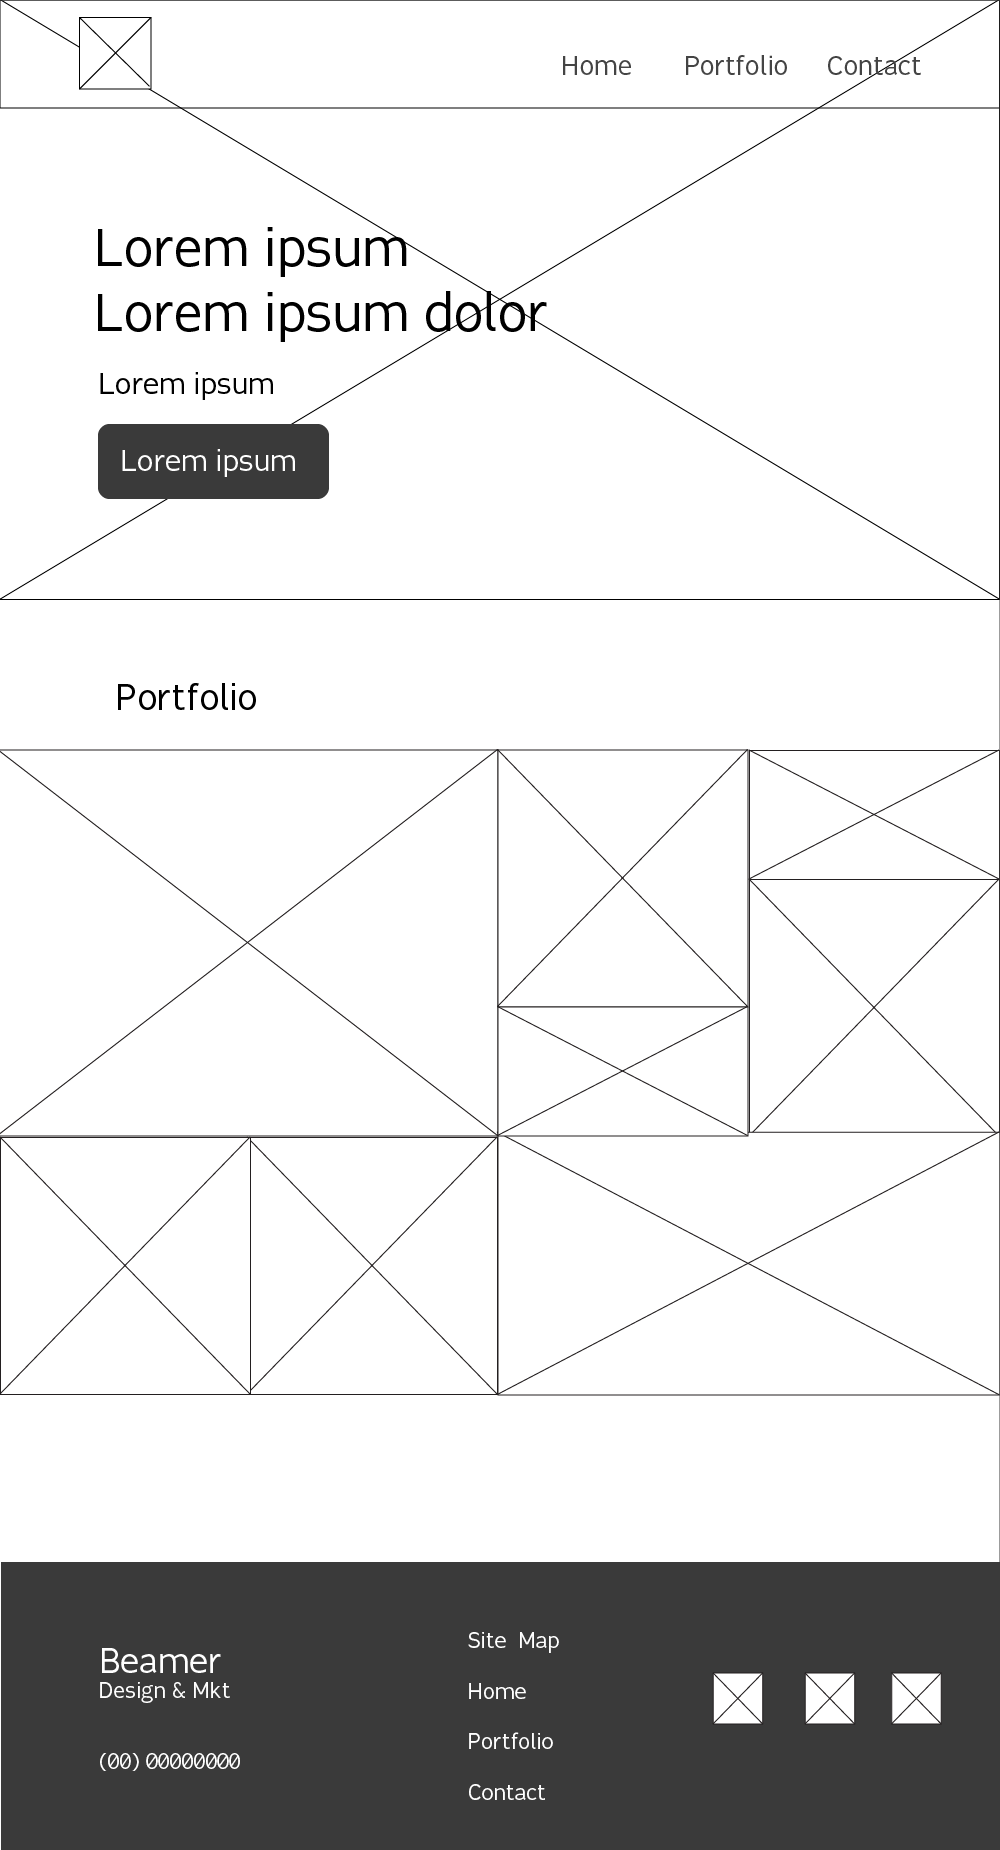 Home Portfolio Contact
Lorem ipsum
Lorem ipsum dolor
Lorem ipsum
Lorem ipsum
Portfolio
Beamer
Design & Mkt
(00) 00000000
Site Map
Home
Portfolio
Contact